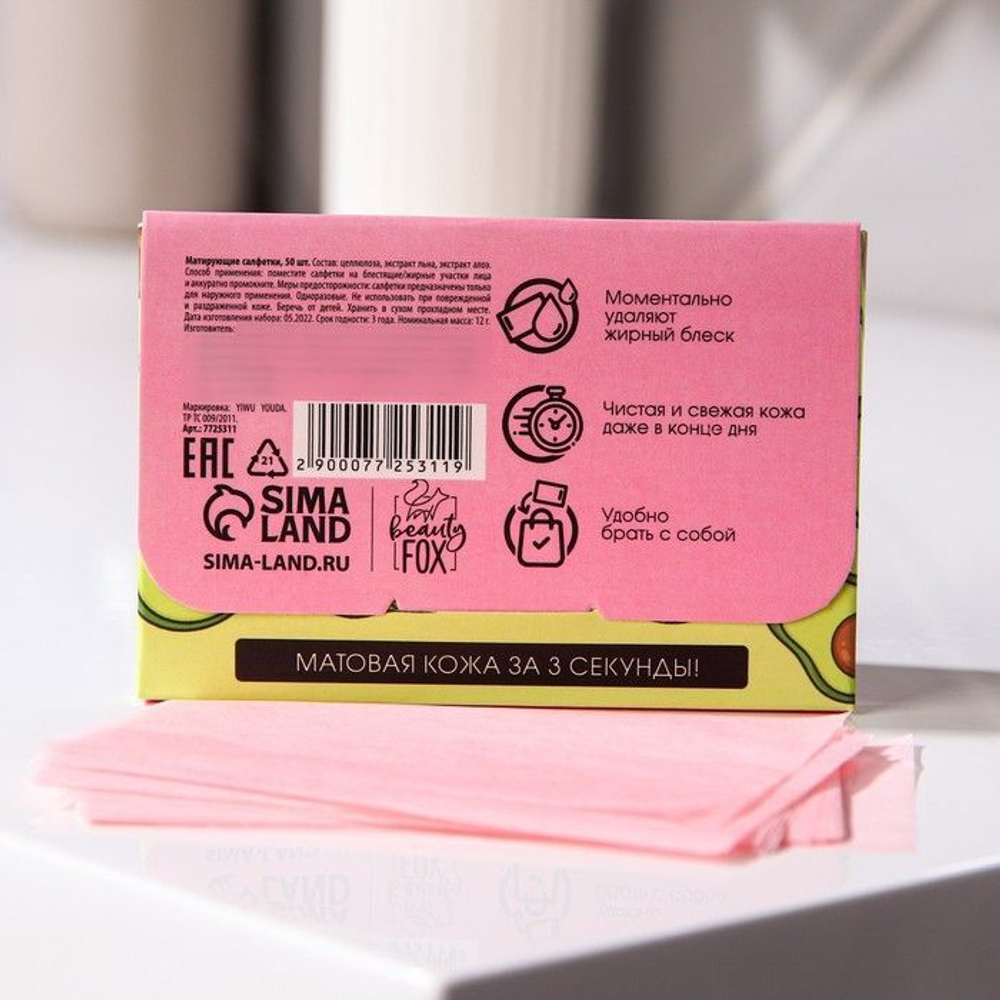 Матирующие салфетки, 50 шт. Состав: целлюлоза, экстракт льна, экстракт алоэ.
Способ применения: поместите салфетки на блестящие/жирные участки лица
и аккуратно промокните. Меры предосторожности: салфетки предназначены только
для наружного применения. Одноразовые. Не использовать при поврежденной
и раздраженной коже. Беречь от детей. Хранить в сухом прохладном месте.
Дата изготовления набора: 05.2022. Срок годности: 3 года. Номинальная масса: 12 г.
Изготовитель:
Маркировка: YIWU YOUDA.
ТР ТС 009/2011.
Арт.: 7725311
EAC
21
2 900077 253119
SIMA
LAND
SIMA-LAND.RU
beauty
FOX
Моментально
удаляют
жирный блеск
Чистая и свежая кожа
даже в конце дня
Удобно
брать с собой
МАТОВАЯ КОЖА ЗА 3 СЕКУНДЫ!